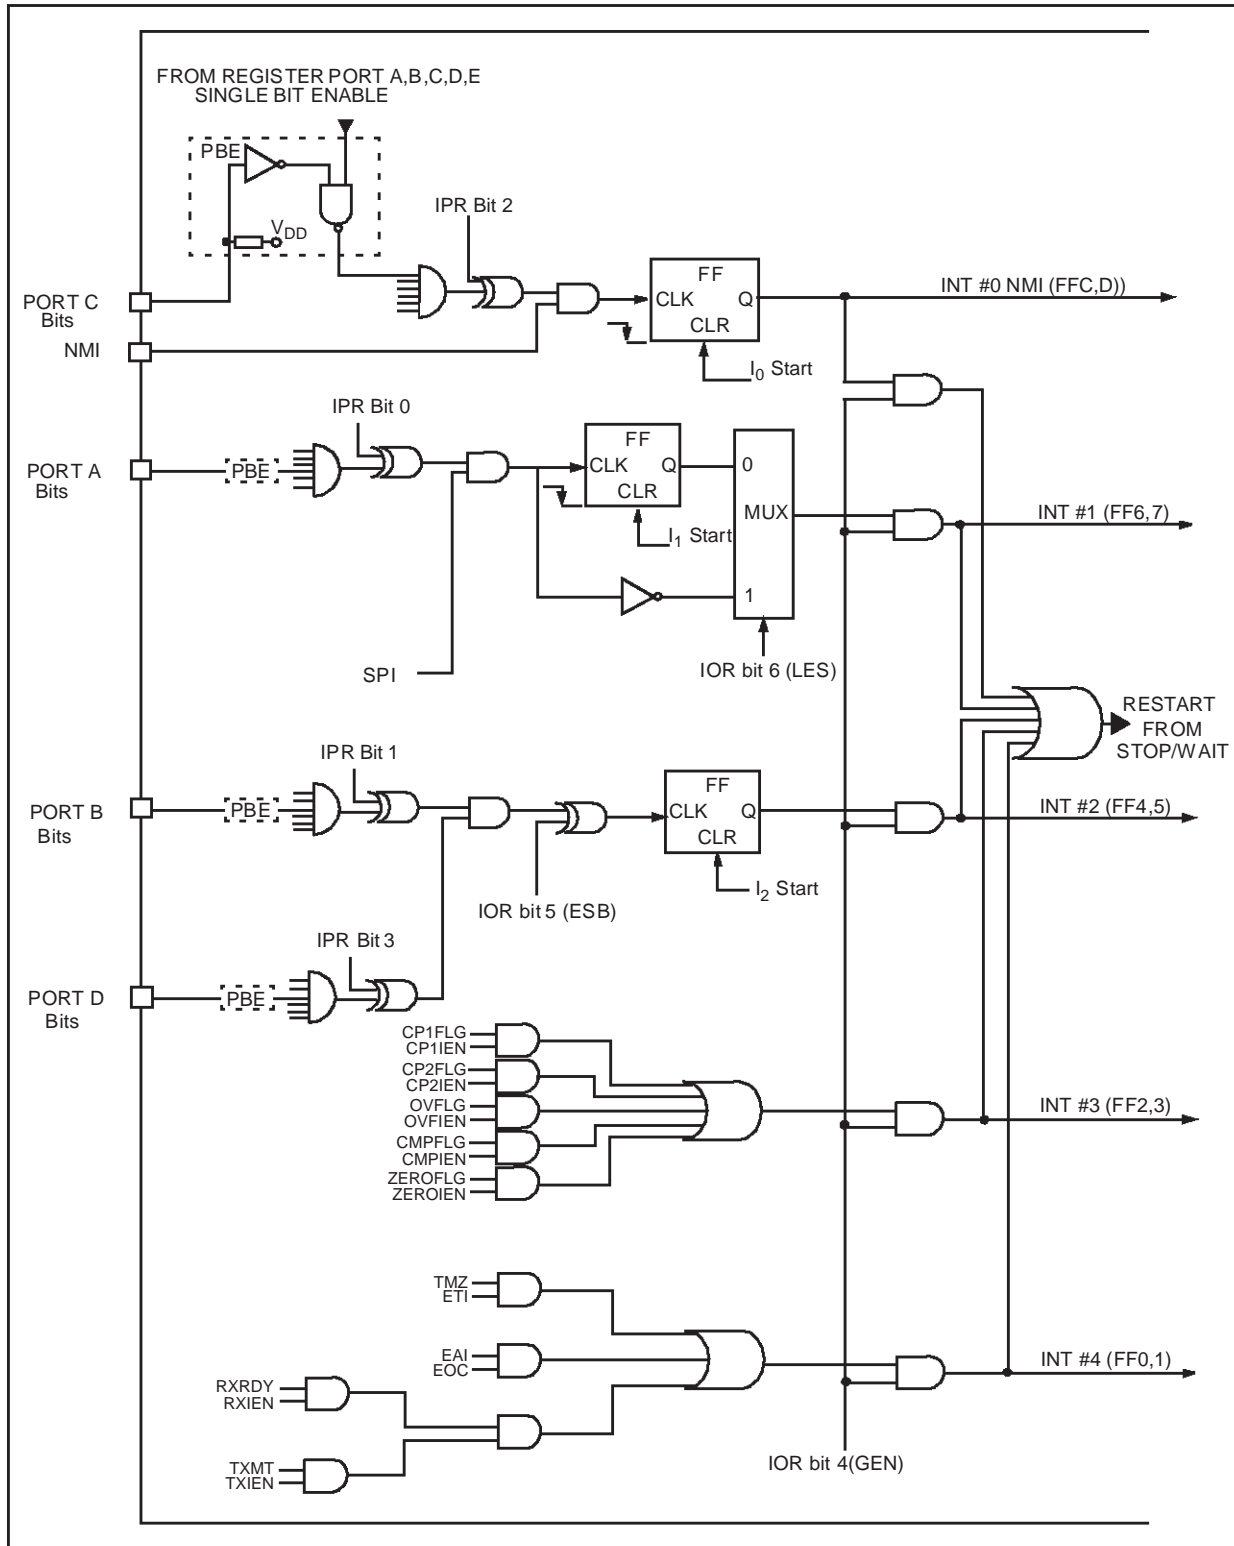 FROM REGISTER PORT A,B,C,D,E
SINGLE BIT ENABLE
PBE
VDD
IPR Bit 2
FF
CLK
Q
CLR
INT #0 NMI (FFC,D))
PORT C
Bits
NMI
I0 Start
IPR Bit 0
FF
CLK
Q
CLR
0
MUX
1
PORT A
Bits
PBE
INT #1 (FF6,7)
I1 Start
SPI
IOR bit 6 (LES)
RESTART
FROM
STOP/WAIT
IPR Bit 1
FF
CLK
Q
CLR
PORT B
Bits
PBE
INT #2 (FF4,5)
I2 Start
IOR bit 5 (ESB)
IPR Bit 3
PORT D
Bits
PBE
CP1FLG
CP1IEN
CP2FLG
CP2IEN
OVFLG
OVFIEN
CMPFLG
CMPIEN
ZEROFLG
ZEROIEN
INT #3 (FF2,3)
TMZ
ETI
EAI
EOC
RXRDY
RXIEN
TXMT
TXIEN
INT #4 (FF0,1)
IOR bit 4(GEN)